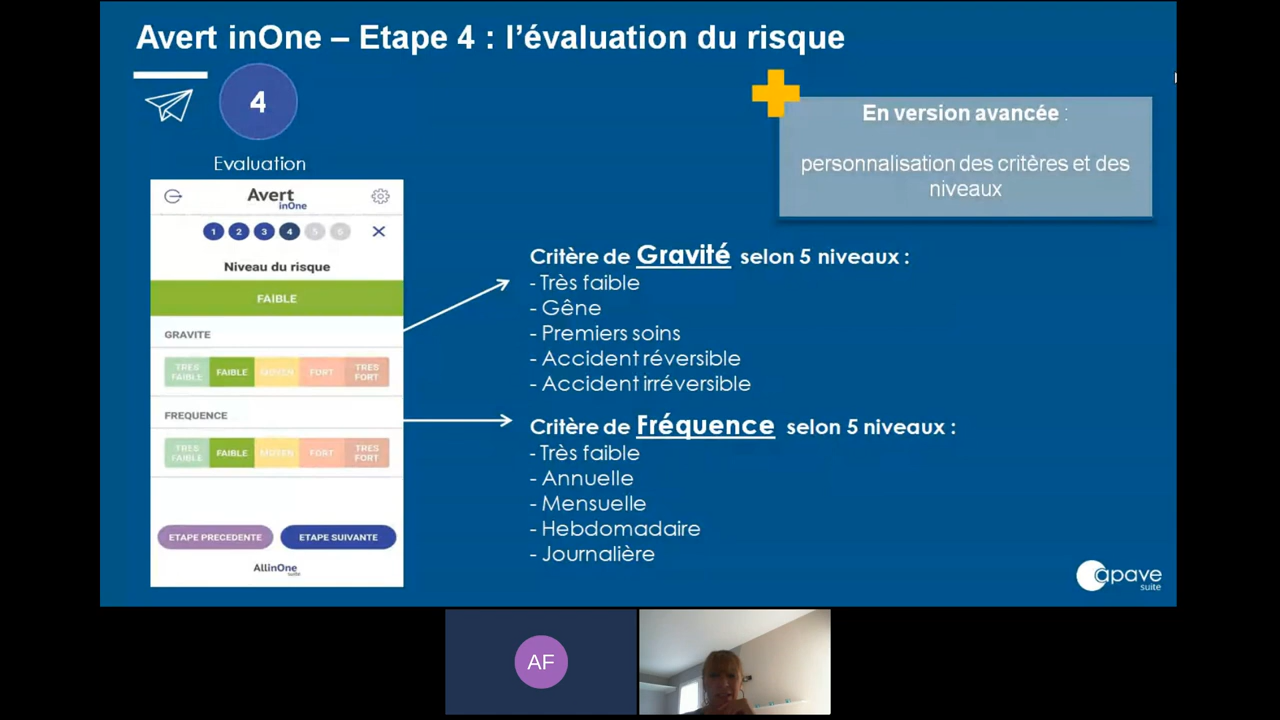 Avert inOne – Etape 4 : l'évaluation du risque
4
Evaluation
En version avancée :
personnalisation des critères et des
niveaux
Avert
inOne
1 2 3 4 5 6
Niveau du risque
FAIBLE
GRAVITE
TRES FAIBLE FAIBLE MOYEN FORT TRES FORT
FREQUENCE
TRES FAIBLE FAIBLE MOYEN FORT TRES FORT
ETAPE PRECEDENTE ETAPE SUIVANTE
AllinOne
suite
Critère de Gravité selon 5 niveaux :
- Très faible
- Gêne
- Premiers soins
- Accident réversible
- Accident irréversible
Critère de Fréquence selon 5 niveaux :
- Très faible
- Annuelle
- Mensuelle
- Hebdomadaire
- Journalière
apave
suite
AF